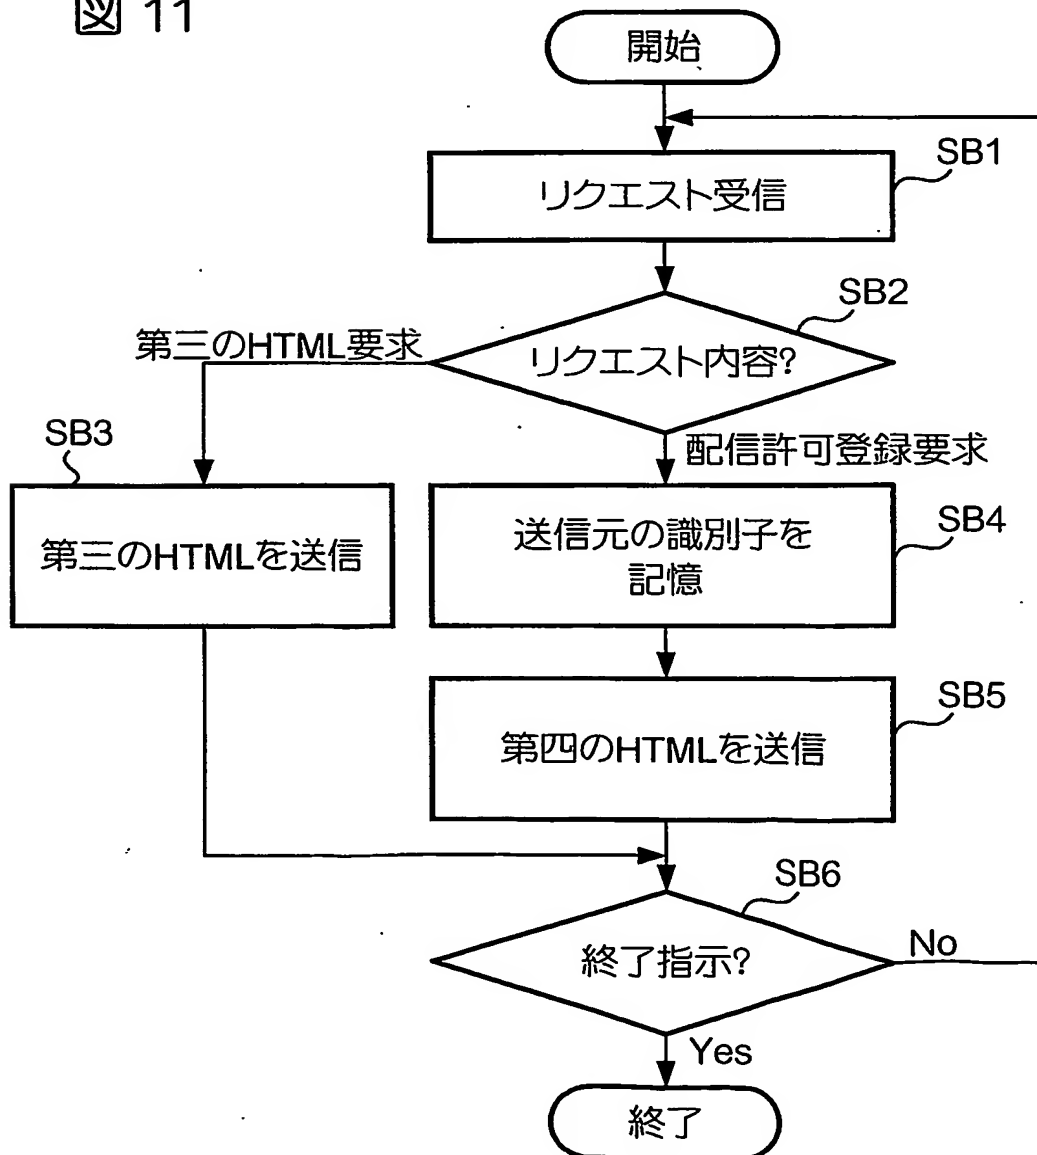 図 11
開始
SB1
リクエスト受信
SB2
第三のHTML要求
リクエスト内容?
SB3
配信許可登録要求
第三のHTMLを送信
送信元の識別子を
記憶
SB4
SB5
第四のHTMLを送信
SB6
終了指示?
No
Yes
終了